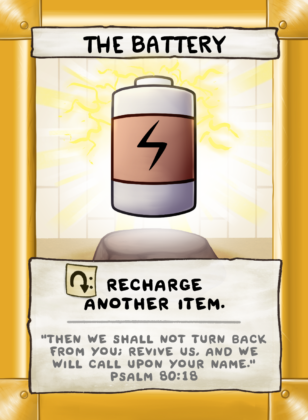 THE BATTERY
: RECHARGE
ANOTHER ITEM.
"THEN WE SHALL NOT TURN BACK
FROM YOU; REVIVE US, AND WE
WILL CALL UPON YOUR NAME."
PSALM 80:18